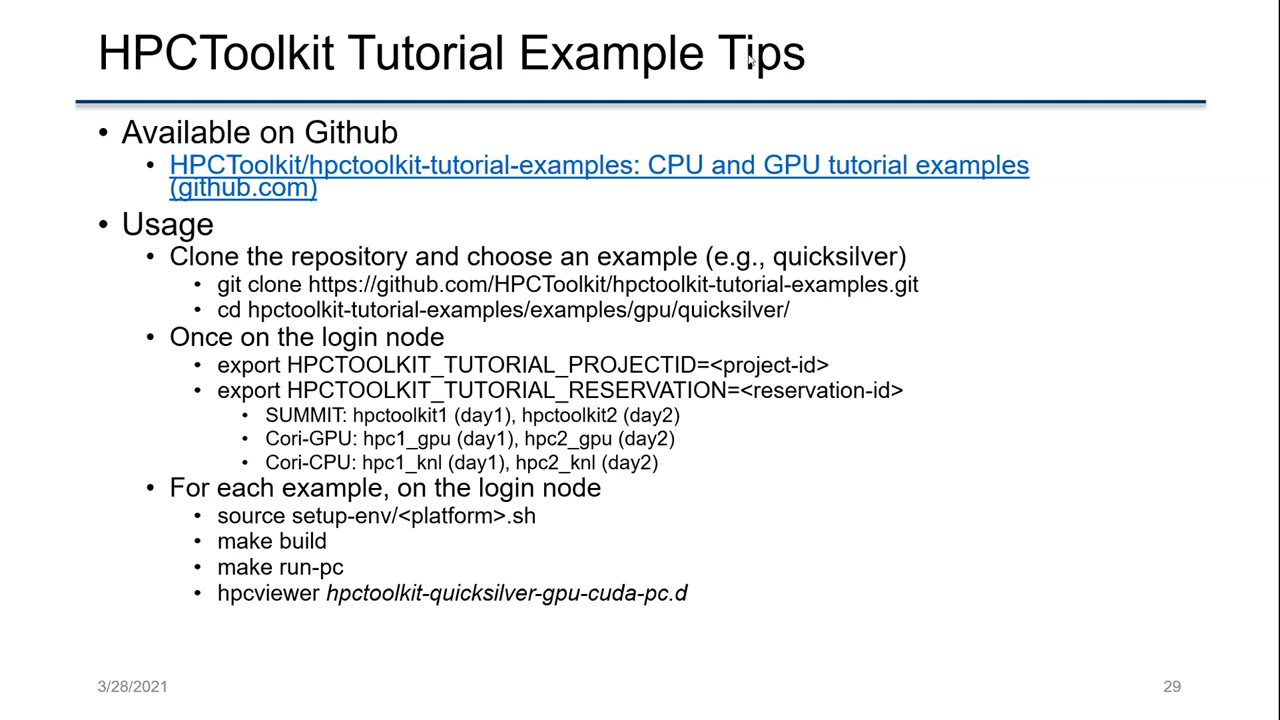 HPCToolkit Tutorial Example Tips
• Available on Github
• HPCToolkit/hpctoolkit-tutorial-examples: CPU and GPU tutorial examples
(github.com)
• Usage
• Clone the repository and choose an example (e.g., quicksilver)
• git clone https://github.com/HPCToolkit/hpctoolkit-tutorial-examples.git
• cd hpctoolkit-tutorial-examples/examples/gpu/quicksilver/
• Once on the login node
• export HPCTOOLKIT_TUTORIAL_PROJECTID=<project-id>
• export HPCTOOLKIT_TUTORIAL_RESERVATION=<reservation-id>
• SUMMIT: hpctoolkit1 (day1), hpctoolkit2 (day2)
• Cori-GPU: hpc1_gpu (day1), hpc2_gpu (day2)
• Cori-CPU: hpc1_knl (day1), hpc2_knl (day2)
• For each example, on the login node
• source setup-env/<platform>.sh
• make build
• make run-pc
• hpcviewer hpctoolkit-quicksilver-gpu-cuda-pc.d
3/28/2021
29